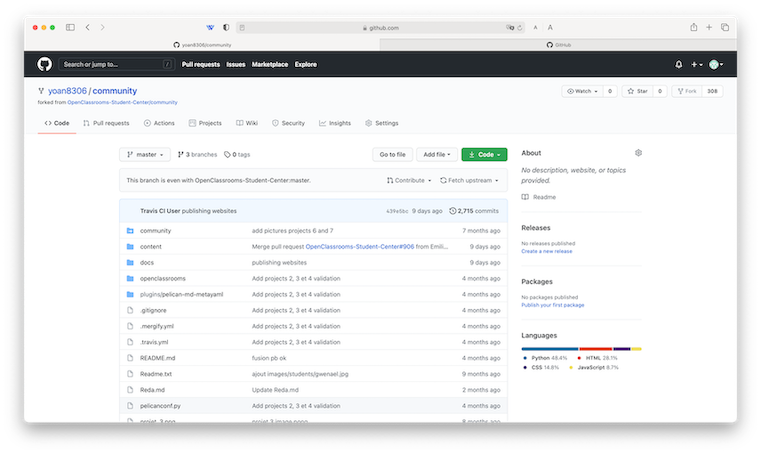 github.com
yoan8306/community
GitHub
Search or jump to...
/
Pull requests
Issues
Marketplace
Explore
yoan8306 / community
forked from OpenClassrooms-Student-Center/community
Watch
0
Star
0
Fork
308
Code
Pull requests
Actions
Projects
Wiki
Security
Insights
Settings
master
3 branches
0 tags
Go to file
Add file
Code
This branch is even with OpenClassrooms-Student-Center:master.
Contribute
Fetch upstream
Travis CI User publishing websites
9 days ago
2,715 commits
community add pictures projects 6 and 7 7 months ago
content Merge pull request OpenClassrooms-Student-Center#906 from Emili... 9 days ago
docs publishing websites 9 days ago
openclassrooms Add projects 2, 3 et 4 validation 4 months ago
plugins/pelican-md-metayaml Add projects 2, 3 et 4 validation 4 months ago
.gitignore Add projects 2, 3 et 4 validation 4 months ago
.mergify.yml Add projects 2, 3 et 4 validation 4 months ago
.travis.yml Add projects 2, 3 et 4 validation 4 months ago
README.md fusion pb ok 4 months ago
Readme.txt ajout images/students/gwenael.jpg 9 months ago
Reda.md Update Reda.md 2 months ago
pelicanconf.py Add projects 2, 3 et 4 validation 4 months ago
About
No description, website, or topics
provided.
Readme
Releases
No releases published
Create a new release
Packages
No packages published
Publish your first package
Languages
Python 48.4%
HTML 28.1%
CSS 14.8%
JavaScript 8.7%